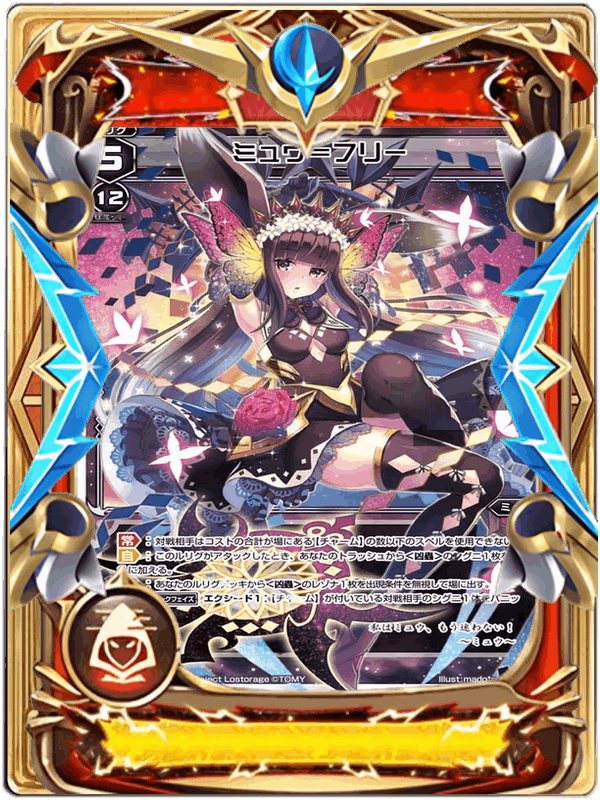 5
ミュウ=フリー
12
常：対戦相手はコストの合計が場にある【チャーム】の数以下のスペルを使用できない
自：このルリグがアタックしたとき、あなたのトラッシュから<凶蟲>のシグニ1枚を
に加える。
：あなたのルリグデッキから<凶蟲>のレゾナ1枚を出現条件を無視して場に出す。
クフェイズ エクシード1：【チャーム】が付いている対戦相手のシグニ1体をバニッ
私はミュウ、もう迷わない！
～ミュウ～
lect Lostorage ©TOMY
Illust:mado